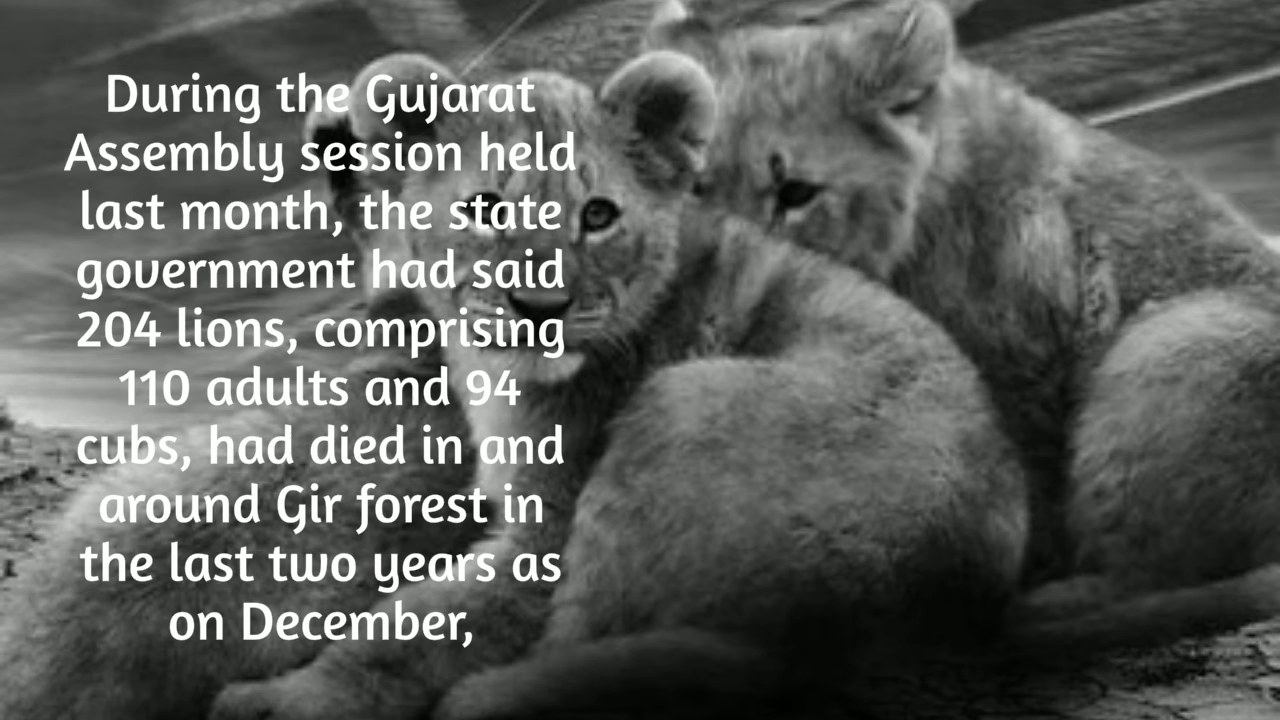 During the Gujarat
Assembly session held
last month, the state
government had said
204 lions, comprising
110 adults and 94
cubs, had died in and
around Gir forest in
the last two years as
on December,